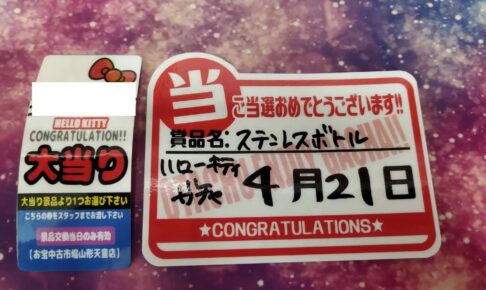 HELLO KITTY
CONGRATULATION!!
大当り
大当り景品より1つお選び下さい
こちらの券をスタッフまでお渡し下さい
景品交換当日のみ有効
【お宝中古市場山形天童店】
当
ご当選おめでとうございます!!
賞品名:ステンレスボトル
ハローキティ
ガチャ 4月21日
★CONGRATULATIONS★